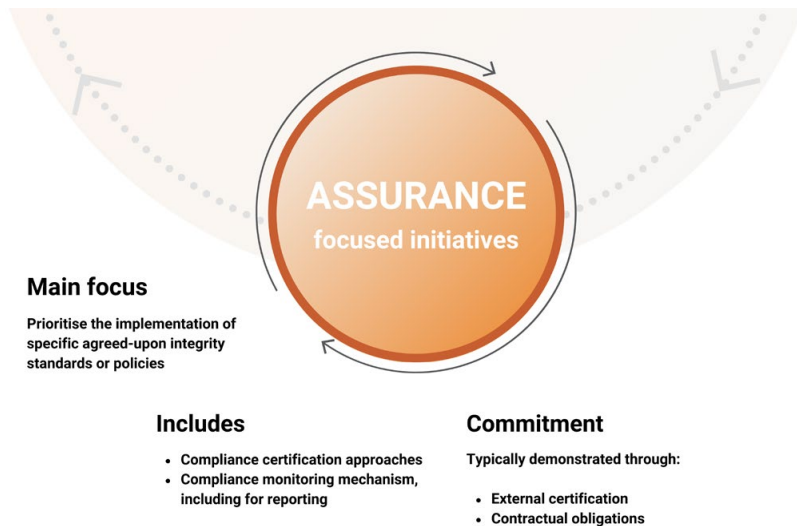 ASSURANCE
focused initiatives
Main focus
Prioritise the implementation of
specific agreed-upon integrity
standards or policies
Includes
• Compliance certification approaches
• Compliance monitoring mechanism,
including for reporting
Commitment
Typically demonstrated through:
• External certification
• Contractual obligations